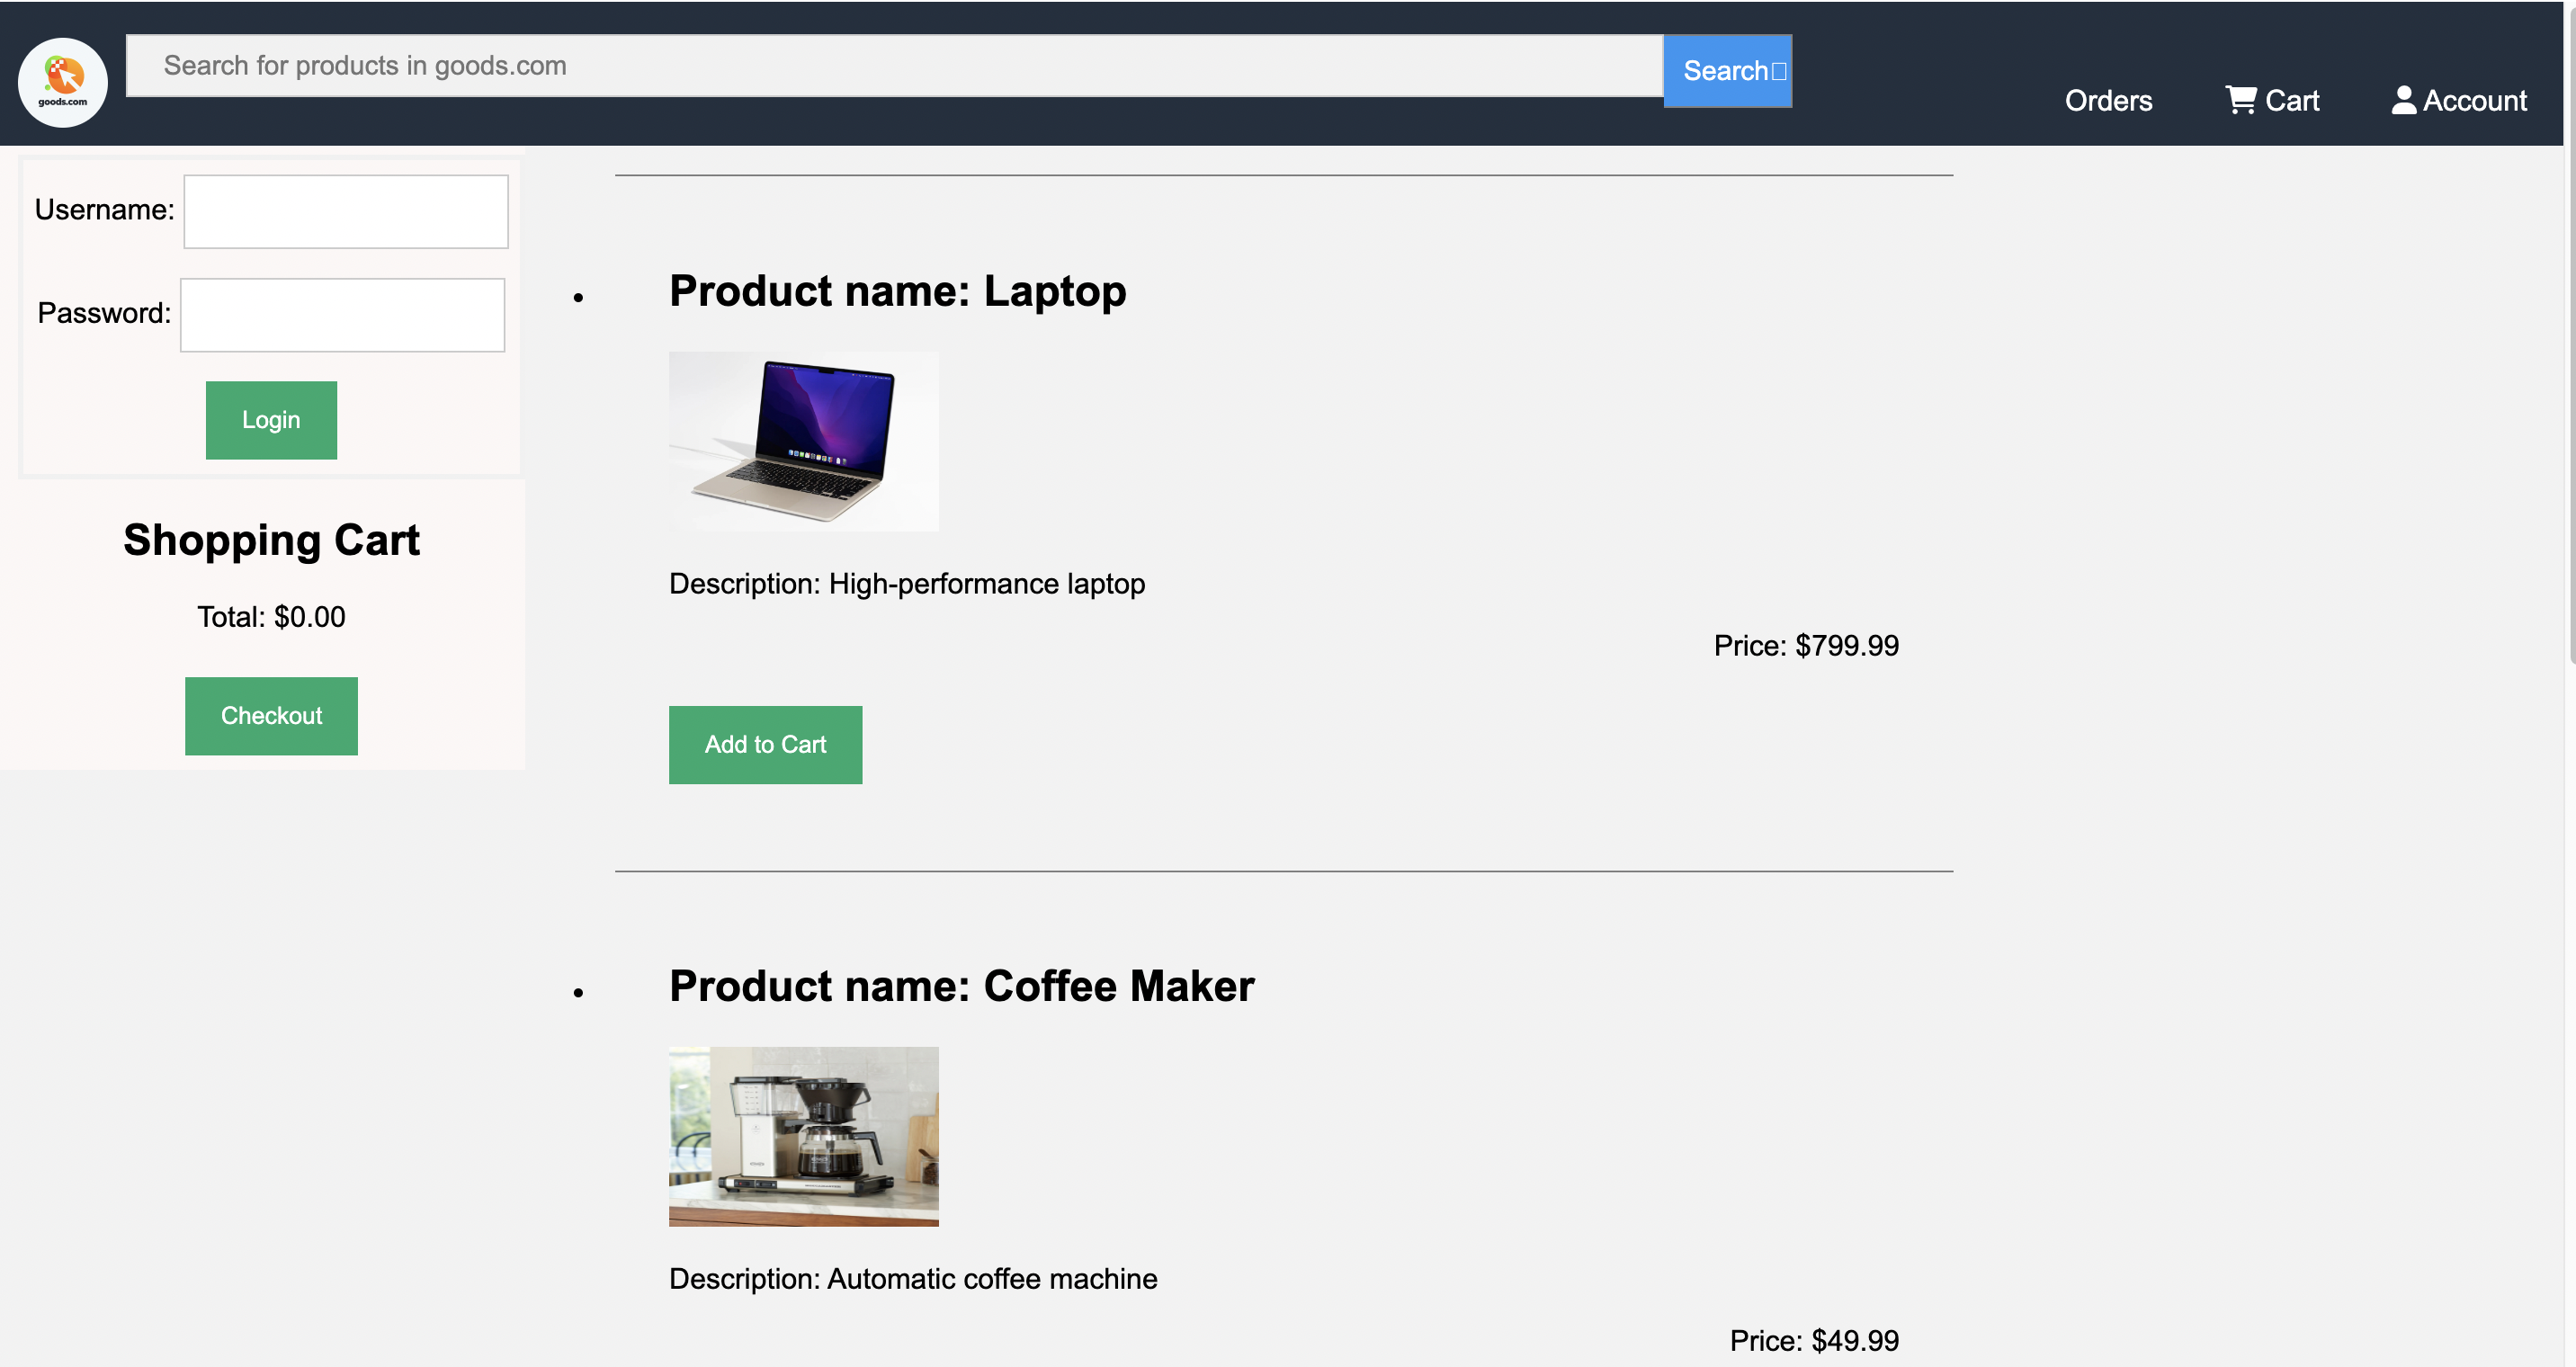 goods.com
Search for products in goods.com
Search
Orders
Cart
Account
Username:
Password:
Login
Shopping Cart
Total: $0.00
Checkout
Product name: Laptop
Description: High-performance laptop
Price: $799.99
Add to Cart
Product name: Coffee Maker
Description: Automatic coffee machine
Price: $49.99